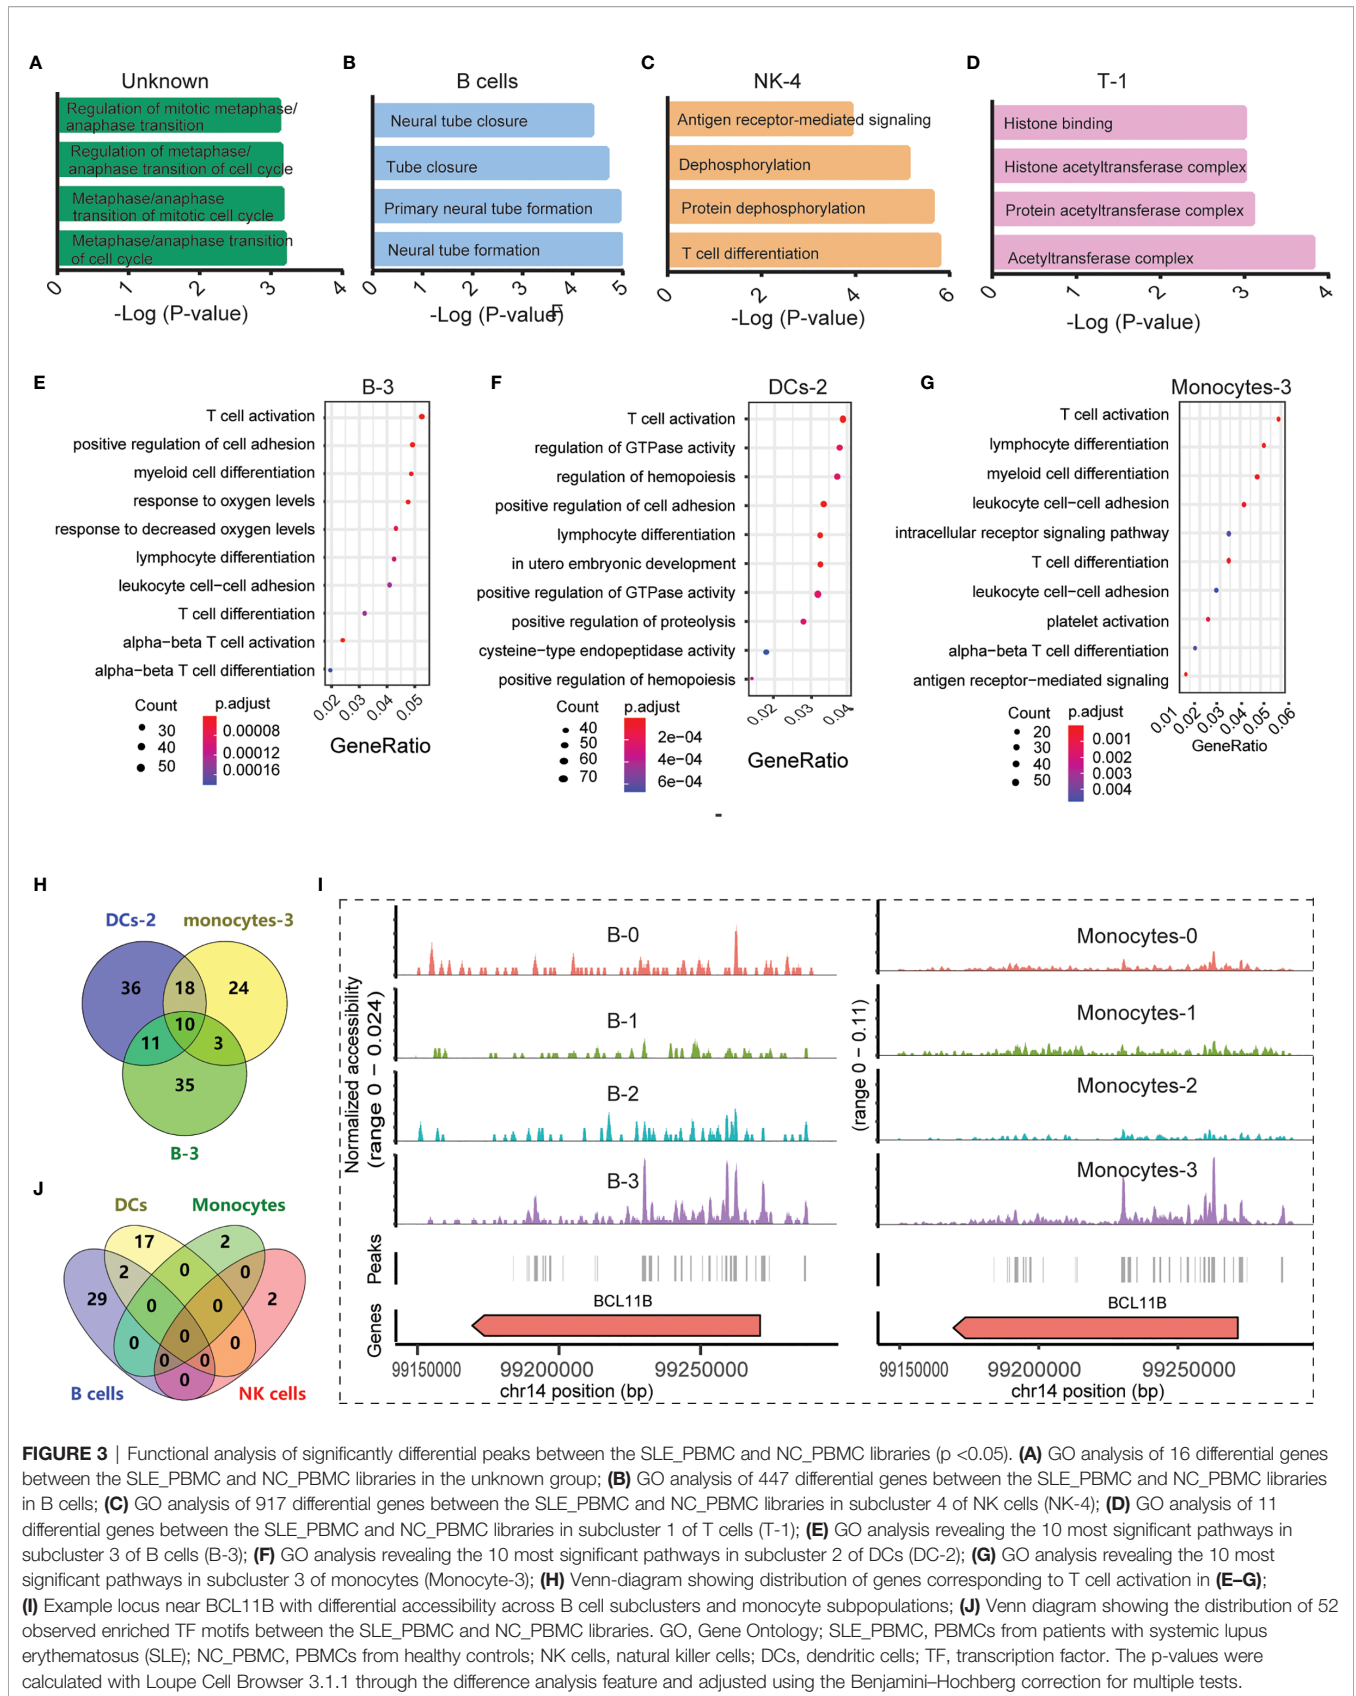 A
Unknown
Regulation of mitotic metaphase/
anaphase transition
Regulation of metaphase/
anaphase transition of cell cycle
Metaphase/anaphase
transition of mitotic cell cycle
Metaphase/anaphase transition
of cell cycle
0 1 2 3 4
-Log (P-value)
B
B cells
Neural tube closure
Tube closure
Primary neural tube formation
Neural tube formation
0 1 2 3 4 5
-Log (P-value)
F
C
NK-4
Antigen receptor-mediated signaling
Dephosphorylation
Protein dephosphorylation
T cell differentiation
0 2 4 6
-Log (P-value)
D
T-1
Histone binding
Histone acetyltransferase complex
Protein acetyltransferase complex
Acetyltransferase complex
0 1 2 3 4
-Log (P-value)
E
B-3
T cell activation
positive regulation of cell adhesion
myeloid cell differentiation
response to oxygen levels
response to decreased oxygen levels
lymphocyte differentiation
leukocyte cell−cell adhesion
T cell differentiation
alpha−beta T cell activation
alpha−beta T cell differentiation
0.02 0.03 0.04 0.05
GeneRatio
Count
30
40
50
p.adjust
0.00008
0.00012
0.00016
F
DCs-2
T cell activation
regulation of GTPase activity
regulation of hemopoiesis
positive regulation of cell adhesion
lymphocyte differentiation
in utero embryonic development
positive regulation of GTPase activity
positive regulation of proteolysis
cysteine−type endopeptidase activity
positive regulation of hemopoiesis
0.02 0.03 0.04
GeneRatio
Count
40
50
60
70
p.adjust
2e−04
4e−04
6e−04
G
Monocytes-3
T cell activation
lymphocyte differentiation
myeloid cell differentiation
leukocyte cell−cell adhesion
intracellular receptor signaling pathway
T cell differentiation
leukocyte cell−cell adhesion
platelet activation
alpha−beta T cell differentiation
antigen receptor−mediated signaling
0.01 0.02 0.03 0.04 0.05 0.06
GeneRatio
Count
20
30
40
50
p.adjust
0.001
0.002
0.003
0.004
-
H
DCs-2 monocytes-3
36 18 24
10
11 3
35
B-3
I
Normalized accessibility
(range 0 − 0.024)
B-0
B-1
B-2
B-3
Peaks
Genes
BCL11B
99150000 99200000 99250000
chr14 position (bp)
(range 0 − 0.11)
Monocytes-0
Monocytes-1
Monocytes-2
Monocytes-3
BCL11B
99150000 99200000 99250000
chr14 position (bp)
J
DCs Monocytes
17 2
2 0 0
29 0 0 2
0 0 0
0 0
0
B cells NK cells
FIGURE 3 | Functional analysis of significantly differential peaks between the SLE_PBMC and NC_PBMC libraries (p <0.05). (A) GO analysis of 16 differential genes
between the SLE_PBMC and NC_PBMC libraries in the unknown group; (B) GO analysis of 447 differential genes between the SLE_PBMC and NC_PBMC libraries
in B cells; (C) GO analysis of 917 differential genes between the SLE_PBMC and NC_PBMC libraries in subcluster 4 of NK cells (NK-4); (D) GO analysis of 11
differential genes between the SLE_PBMC and NC_PBMC libraries in subcluster 1 of T cells (T-1); (E) GO analysis revealing the 10 most significant pathways in
subcluster 3 of B cells (B-3); (F) GO analysis revealing the 10 most significant pathways in subcluster 2 of DCs (DC-2); (G) GO analysis revealing the 10 most
significant pathways in subcluster 3 of monocytes (Monocyte-3); (H) Venn-diagram showing distribution of genes corresponding to T cell activation in (E–G);
(I) Example locus near BCL11B with differential accessibility across B cell subclusters and monocyte subpopulations; (J) Venn diagram showing the distribution of 52
observed enriched TF motifs between the SLE_PBMC and NC_PBMC libraries. GO, Gene Ontology; SLE_PBMC, PBMCs from patients with systemic lupus
erythematosus (SLE); NC_PBMC, PBMCs from healthy controls; NK cells, natural killer cells; DCs, dendritic cells; TF, transcription factor. The p-values were
calculated with Loupe Cell Browser 3.1.1 through the difference analysis feature and adjusted using the Benjamini–Hochberg correction for multiple tests.